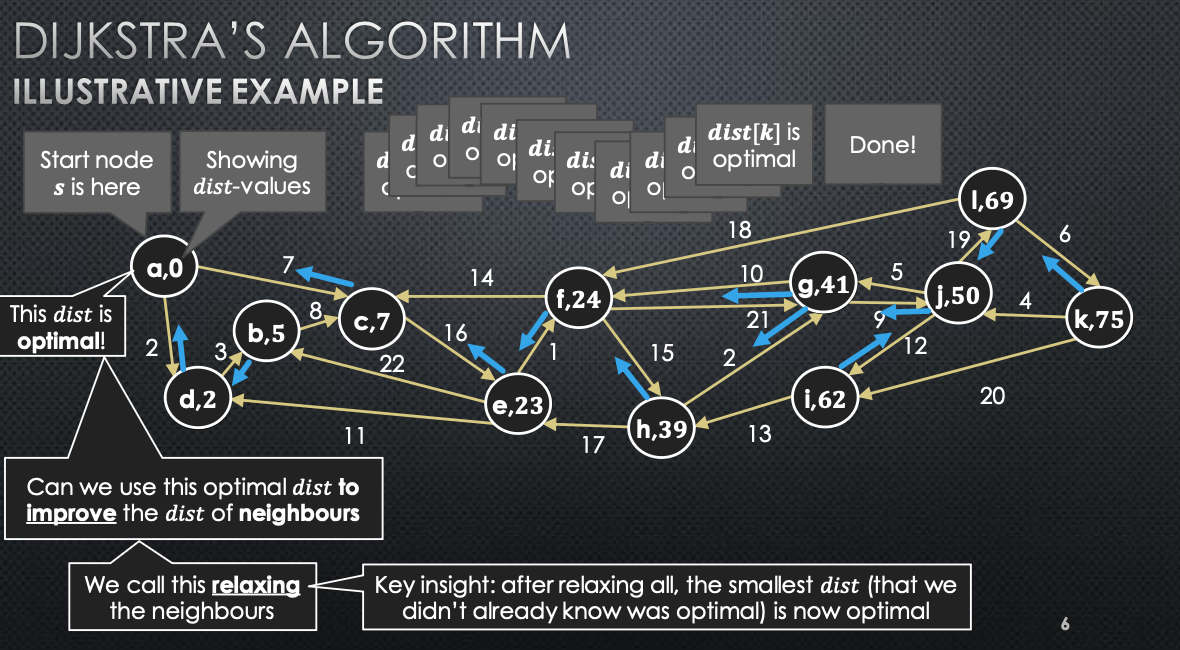 DIJKSTRA'S ALGORITHM
ILLUSTRATIVE EXAMPLE
Start node
s is here
Showing
dist-values
dist[k] is
optimal
Done!
This dist is
optimal!
a,0
b,5
c,7
d,2
e,23
f,24
g,41
h,39
i,62
j,50
k,75
l,69
7
2
3
8
16
22
11
14
1
17
15
10
21
2
18
5
9
12
13
19
6
4
20
Can we use this optimal dist to
improve the dist of neighbours
We call this relaxing
the neighbours
Key insight: after relaxing all, the smallest dist (that we
didn't already know was optimal) is now optimal
6